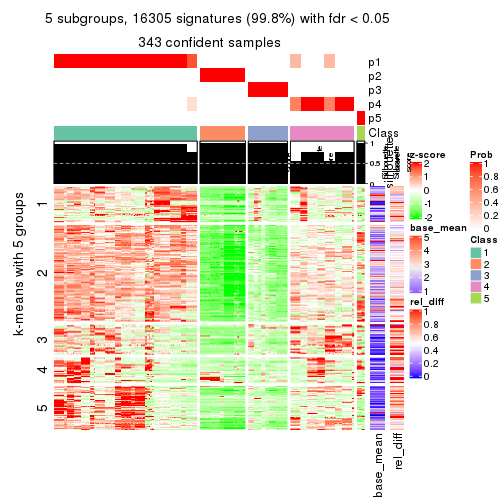 5 subgroups, 16305 signatures (99.8%) with fdr < 0.05
343 confident samples
p1
p2
p3
p4
p5
Class
1
0.5
0
silhouette
k-means with 5 groups
1
2
3
4
5
base_mean
rel_diff
z-score
2
1
0
-1
-2
base_mean
5
4
3
2
1
rel_diff
1
0.8
0.6
0.4
0.2
0
Prob
1
0.8
0.6
0.4
0.2
0
Class
1
2
3
4
5